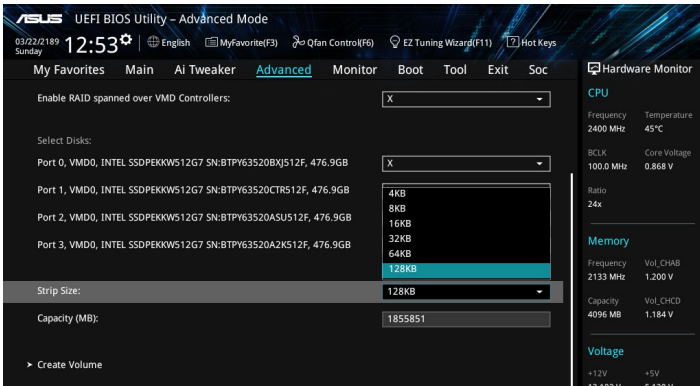 ASUS UEFI BIOS Utility – Advanced Mode
03/22/2189 Sunday 12:53 English MyFavorite(F3) Qfan Control(F6) EZ Tuning Wizard(F11) ? Hot Keys
My Favorites Main Ai Tweaker Advanced Monitor Boot Tool Exit Soc
Enable RAID spanned over VMD Controllers: X
Select Disks:
Port 0, VMD0, INTEL SSDPEKKW512G7 SN:BTPY63520BXJ512F, 476.9GB X
Port 1, VMD0, INTEL SSDPEKKW512G7 SN:BTPY63520CTR512F, 476.9GB
Port 2, VMD0, INTEL SSDPEKKW512G7 SN:BTPY63520ASU512F, 476.9GB
Port 3, VMD0, INTEL SSDPEKKW512G7 SN:BTPY63520A2K512F, 476.9GB
4KB
8KB
16KB
32KB
64KB
128KB
Strip Size: 128KB
Capacity (MB): 1855851
> Create Volume
Hardware Monitor
CPU
Frequency Temperature
2400 MHz 45°C
BCLK Core Voltage
100.0 MHz 0.868 V
Ratio
24x
Memory
Frequency Vol_CHAB
2133 MHz 1.200 V
Capacity Vol_CHCD
4096 MB 1.184 V
Voltage
+12V +5V